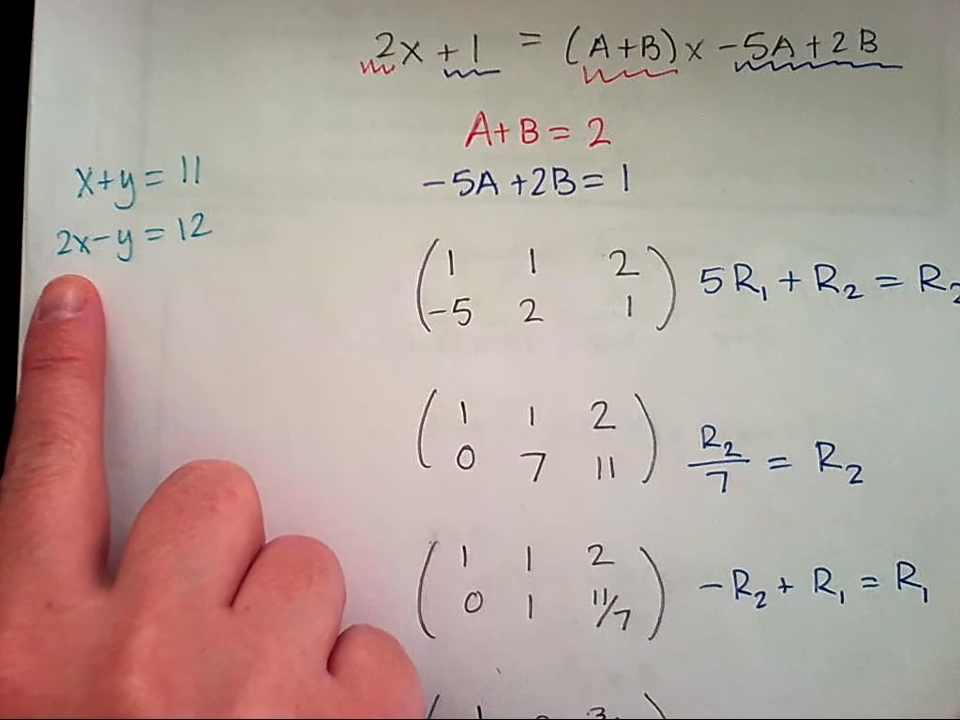 2x + 1 = (A+B)x - 5A + 2B
A+B = 2
-5A + 2B = 1
x+y = 11
2x-y = 12
1 1 2
-5 2 1
5R₁ + R₂ = R₂
1 1 2
0 7 11
R₂/7 = R₂
1 1 2
0 1 11/7
-R₂ + R₁ = R₁